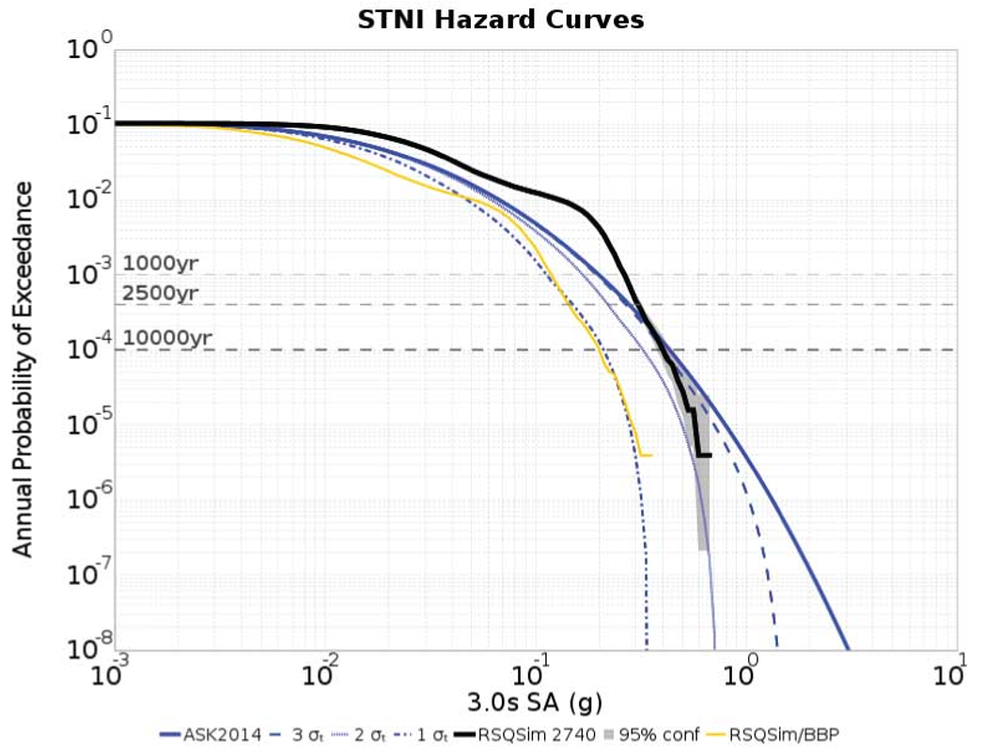 STNI Hazard Curves
10^0
10^-1
10^-2
10^-3
10^-4
10^-5
10^-6
10^-7
10^-8
Annual Probability of Exceedance
1000yr
2500yr
10000yr
10^-3 10^-2 10^-1 10^0 10^1
3.0s SA (g)
ASK2014 3 σₜ 2 σₜ 1 σₜ RSQSim 2740 95% conf RSQSim/BBP